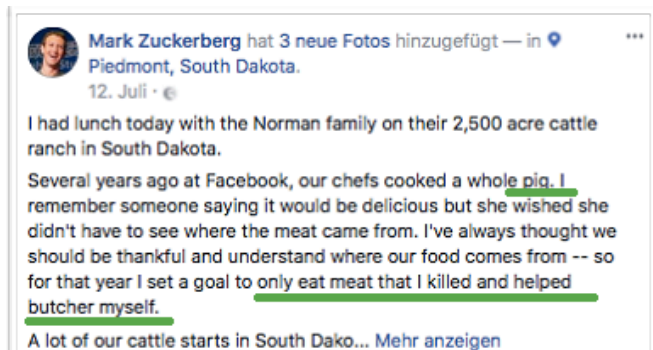 Mark Zuckerberg hat 3 neue Fotos hinzugefügt — in
Piedmont, South Dakota.
12. Juli ·
I had lunch today with the Norman family on their 2,500 acre cattle
ranch in South Dakota.
Several years ago at Facebook, our chefs cooked a whole pig. I
remember someone saying it would be delicious but she wished she
didn't have to see where the meat came from. I've always thought we
should be thankful and understand where our food comes from -- so
for that year I set a goal to only eat meat that I killed and helped
butcher myself.
A lot of our cattle starts in South Dako... Mehr anzeigen